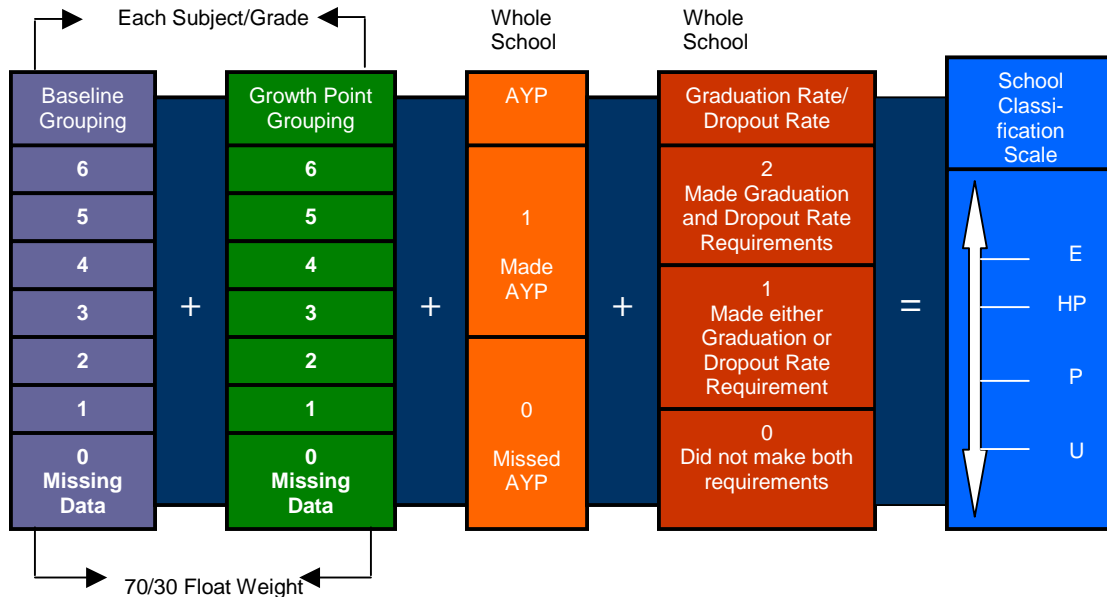 Each Subject/Grade
Whole
School
Whole
School
Baseline
Grouping
6
5
4
3
2
1
0
Missing
Data
+
Growth Point
Grouping
6
5
4
3
2
1
0
Missing
Data
+
AYP
1
Made
AYP
0
Missed
AYP
+
Graduation Rate/
Dropout Rate
2
Made Graduation
and Dropout Rate
Requirements
1
Made either
Graduation or
Dropout Rate
Requirement
0
Did not make both
requirements
=
School
Classi-
fication
Scale
E
HP
P
U
70/30 Float Weight